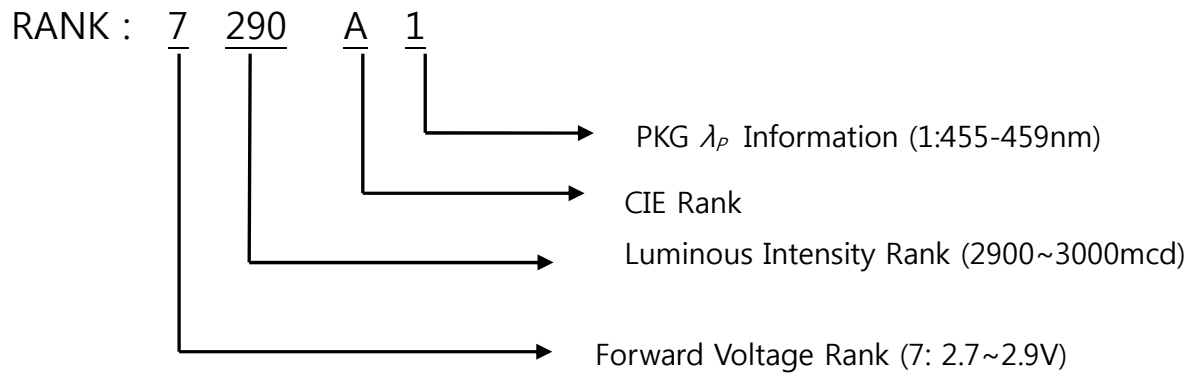 RANK : 7 290 A 1
PKG λP Information (1:455-459nm)
CIE Rank
Luminous Intensity Rank (2900~3000mcd)
Forward Voltage Rank (7: 2.7~2.9V)